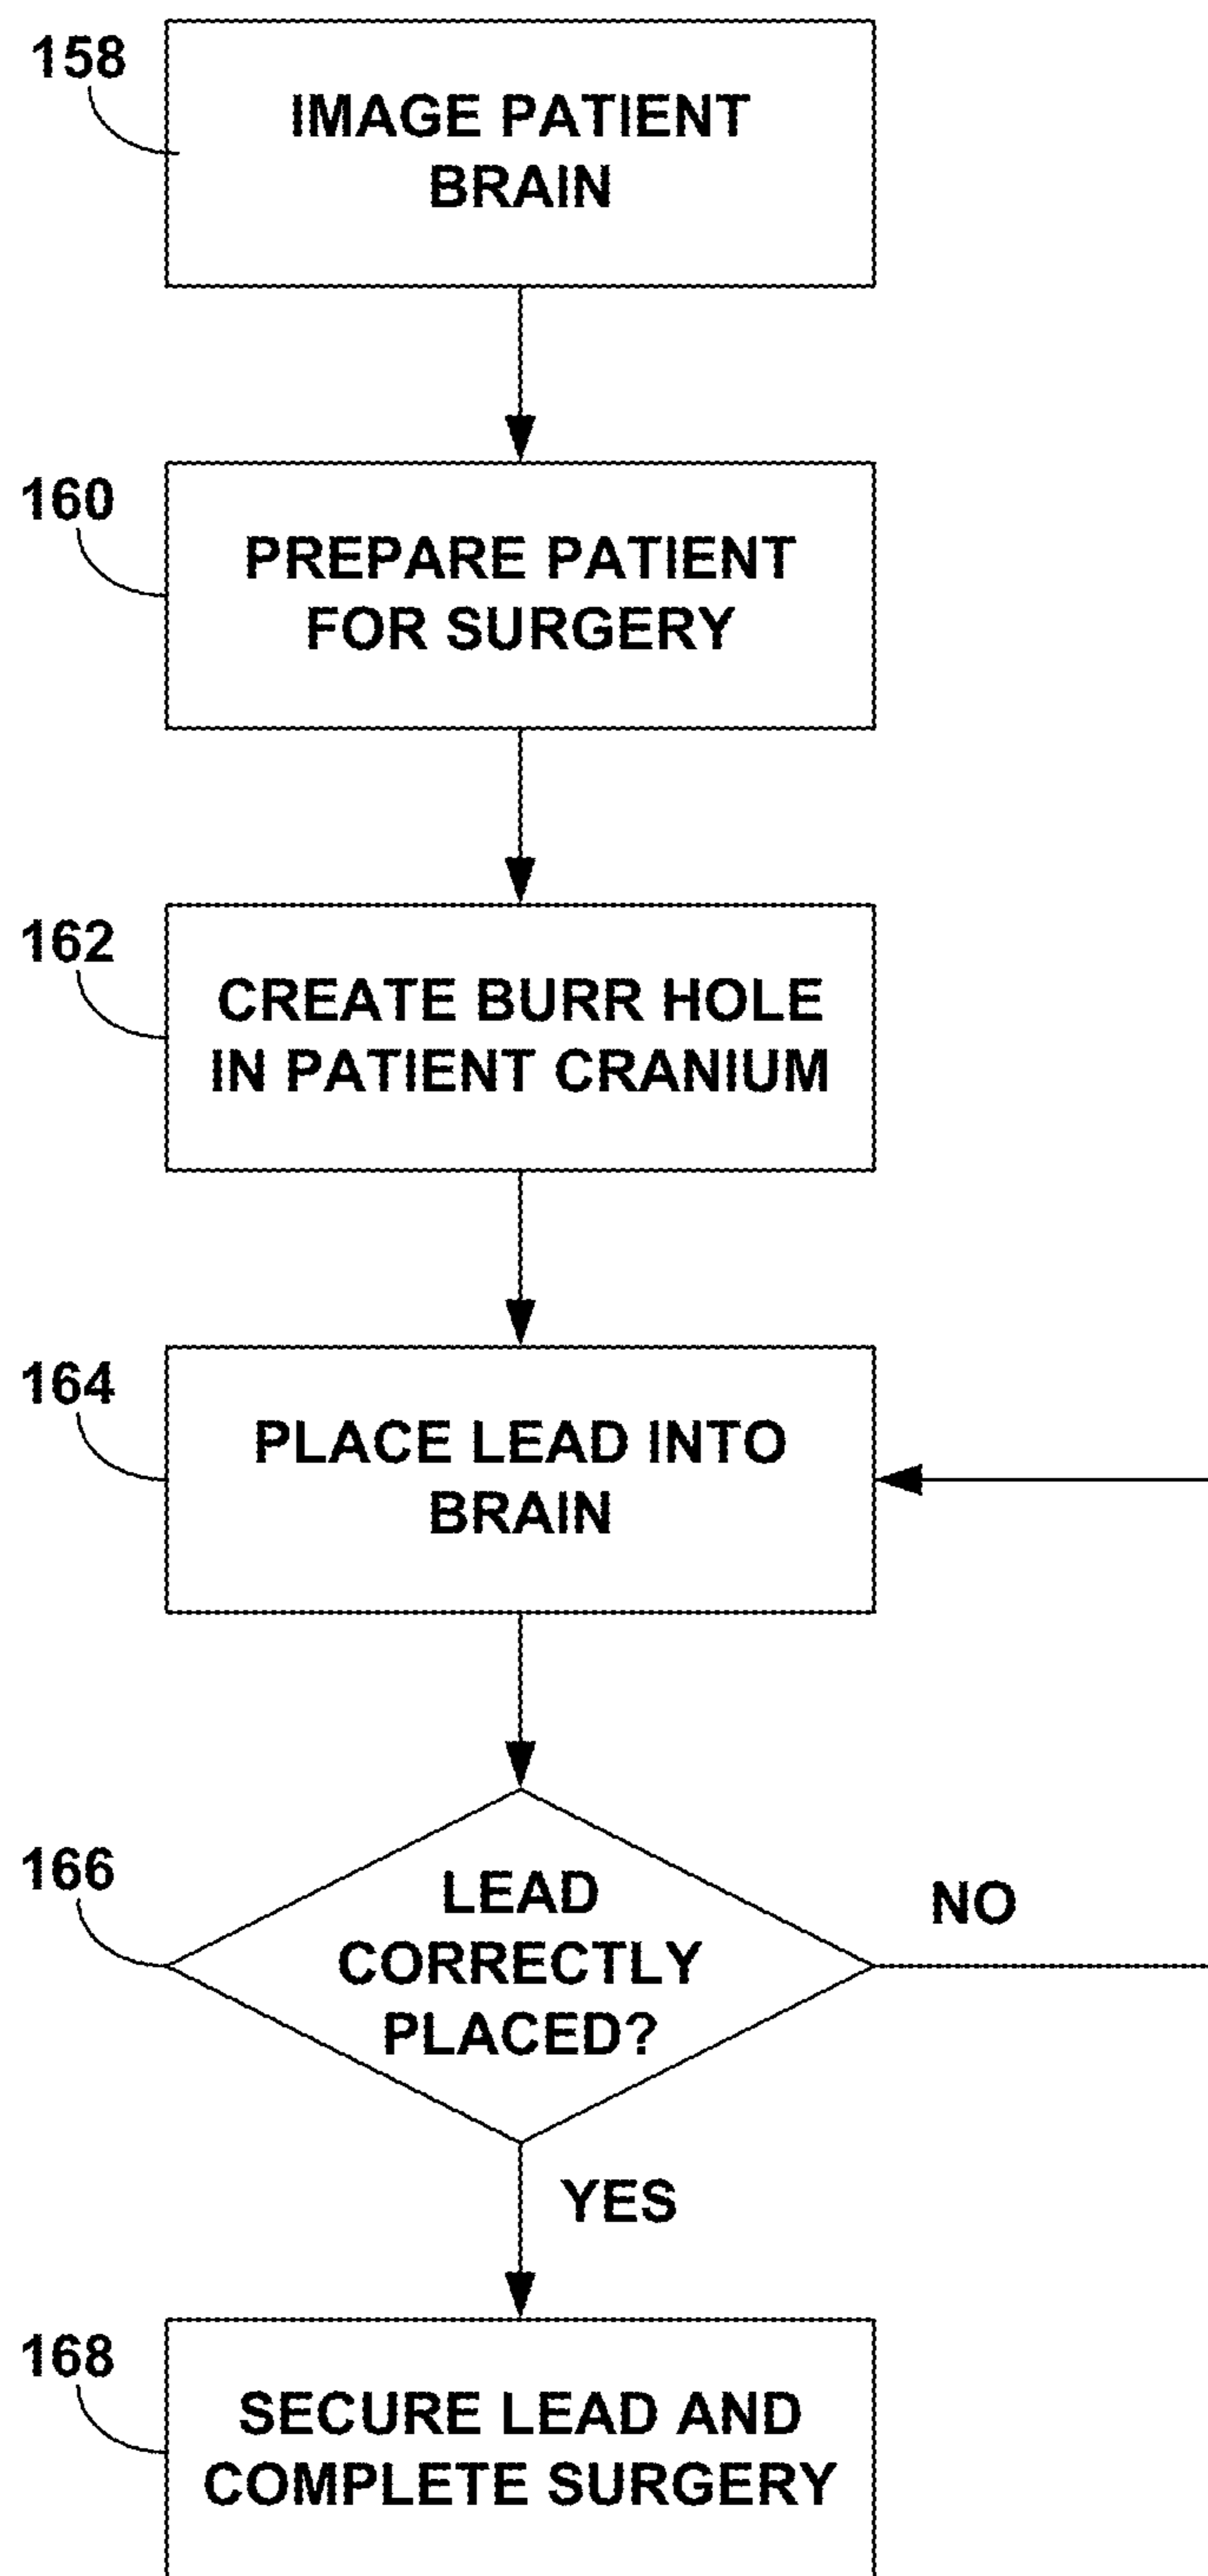 158
IMAGE PATIENT
BRAIN
160
PREPARE PATIENT
FOR SURGERY
162
CREATE BURR HOLE
IN PATIENT CRANIUM
164
PLACE LEAD INTO
BRAIN
166
LEAD
CORRECTLY
PLACED?
NO
YES
168
SECURE LEAD AND
COMPLETE SURGERY